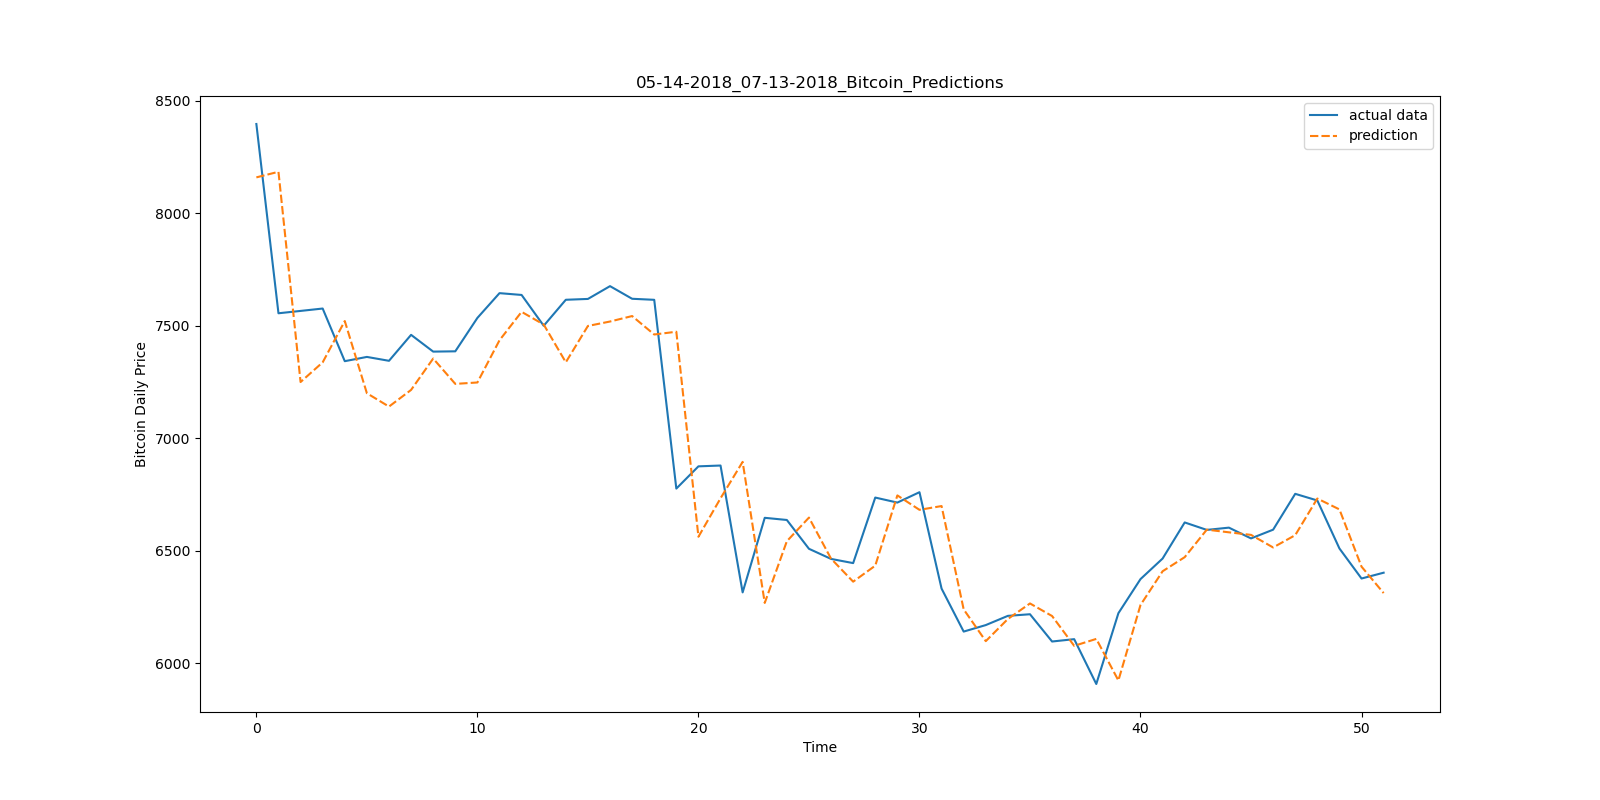 05-14-2018_07-13-2018_Bitcoin_Predictions
actual data
prediction
Bitcoin Daily Price
8500
8000
7500
7000
6500
6000
0 10 20 30 40 50
Time